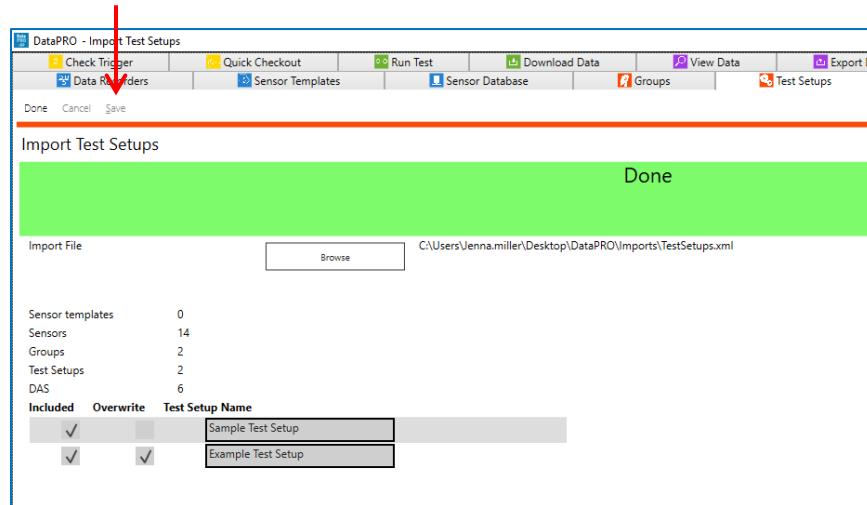 DataPRO - Import Test Setups
Check Trigger Quick Checkout Run Test Download Data View Data Export
Data Recorders Sensor Templates Sensor Database Groups Test Setups
Done Cancel Save
Import Test Setups
Done
Import File Browse C:\Users\Jenna.miller\Desktop\DataPRO\Imports\TestSetups.xml
Sensor templates 0
Sensors 14
Groups 2
Test Setups 2
DAS 6
Included Overwrite Test Setup Name
Sample Test Setup
Example Test Setup